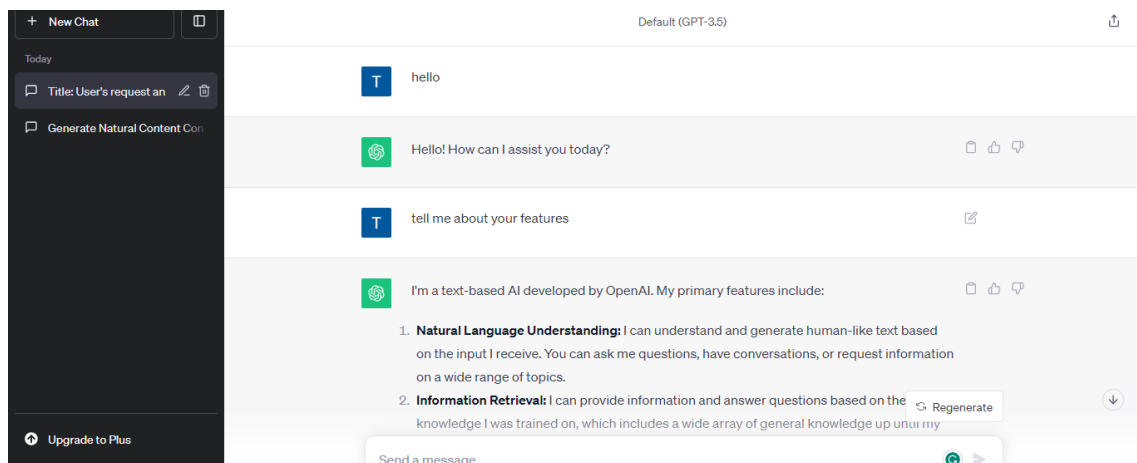 + New Chat
Default (GPT-3.5)
Today
Title: User's request an
Generate Natural Content Con
T
hello
Hello! How can I assist you today?
T
tell me about your features
I'm a text-based AI developed by OpenAI. My primary features include:
1. Natural Language Understanding: I can understand and generate human-like text based
on the input I receive. You can ask me questions, have conversations, or request information
on a wide range of topics.
2. Information Retrieval: I can provide information and answer questions based on the
knowledge I was trained on, which includes a wide array of general knowledge up until my
Regenerate
Upgrade to Plus
Send a message
G